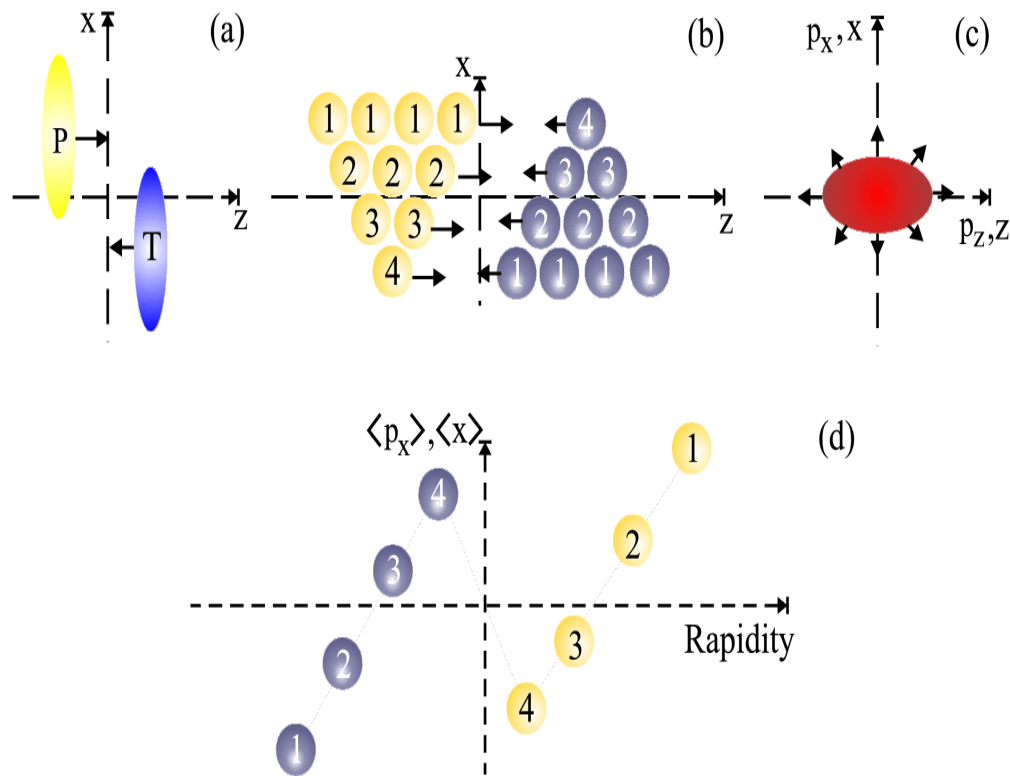 x (a)
P
T
z
(b)
x
1 1 1 1 4
2 2 2 3 3
z
3 3 2 2 2
4 1 1 1 1
pₓ,x (c)
p_z,z
⟨pₓ⟩,⟨x⟩ (d)
1
4
2
3
Rapidity
3
2
4
1